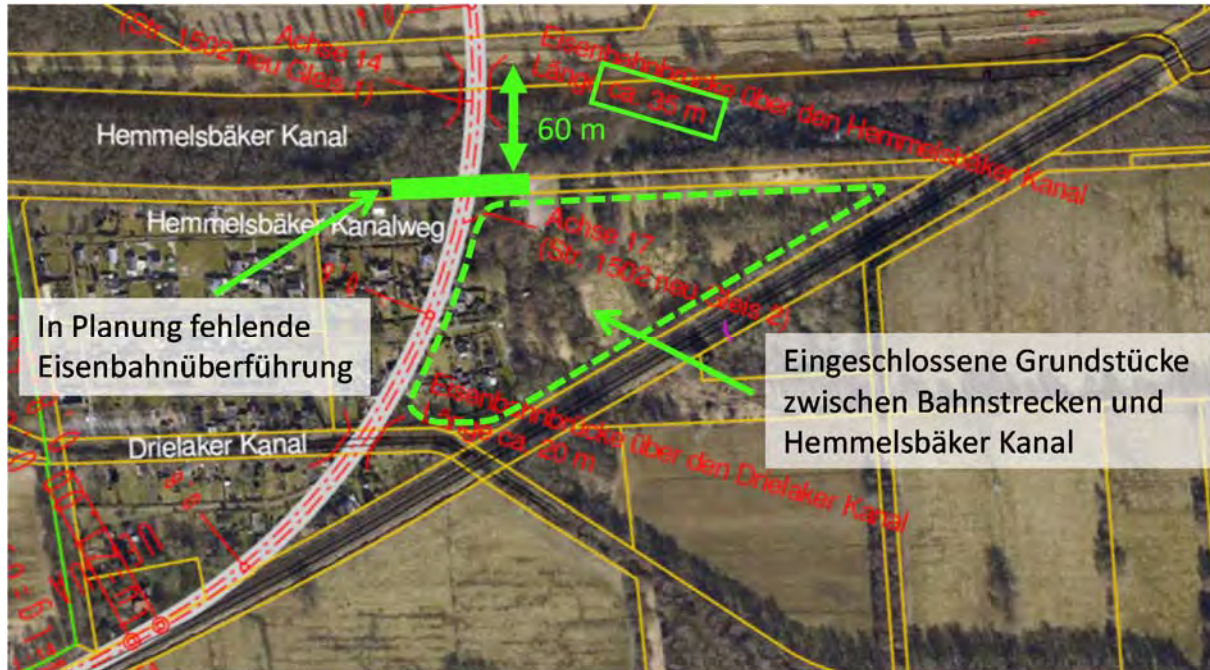 Achse 14
(Str. 1502 neu Gleis 1)
Eisenbahnbrücke über den Hemmelsbäker Kanal
Länge ca. 35 m
60 m
Hemmelsbäker Kanal
Hemmelsbäker Kanalweg
Achse 17
(Str. 1502 neu Gleis 2)
In Planung fehlende
Eisenbahnüberführung
Eingeschlossene Grundstücke
zwischen Bahnstrecken und
Hemmelsbäker Kanal
Drielaker Kanal
Eisenbahnbrücke über den Drielaker Kanal
Länge ca. 20 m